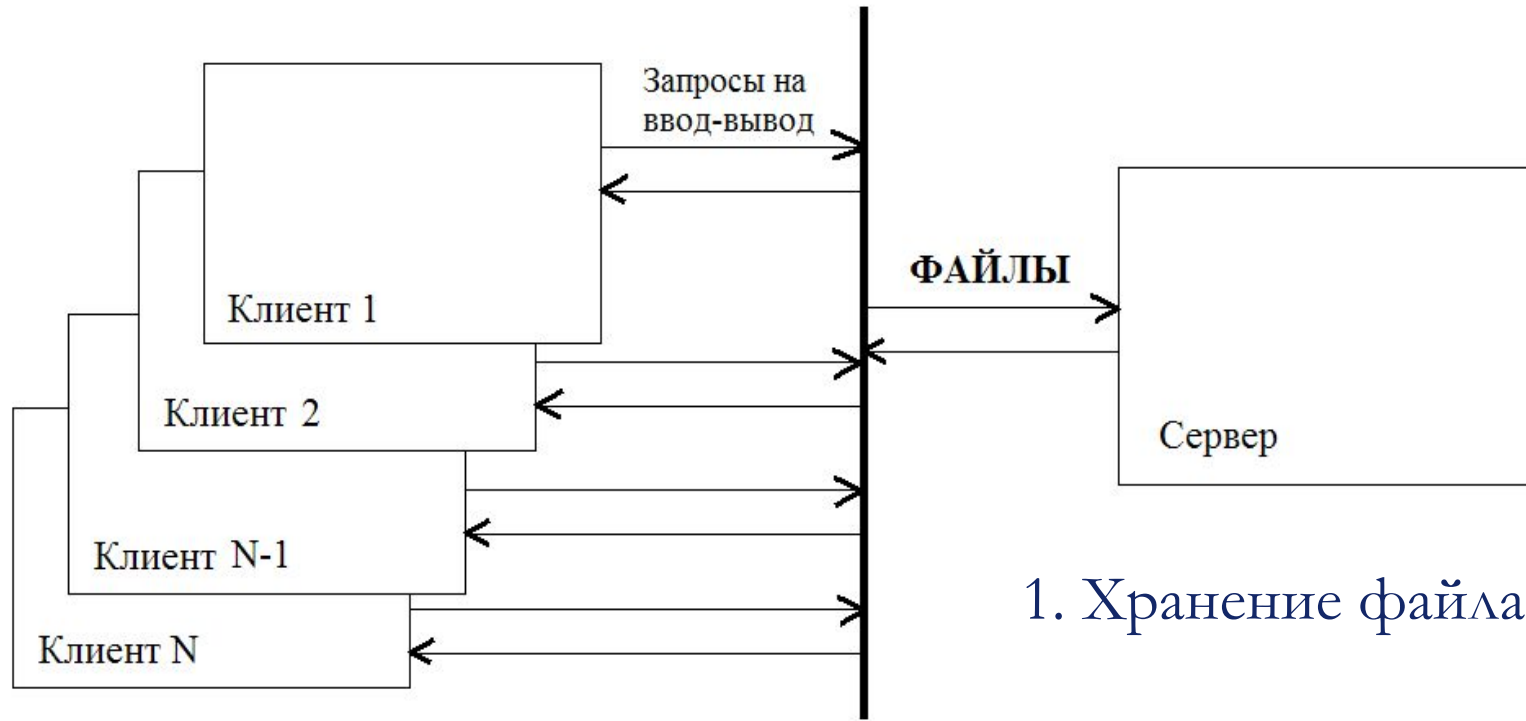 Запросы на
ввод-вывод
Клиент 1
Клиент 2
Клиент N-1
Клиент N
ФАЙЛЫ
Сервер
1. Хранение файла